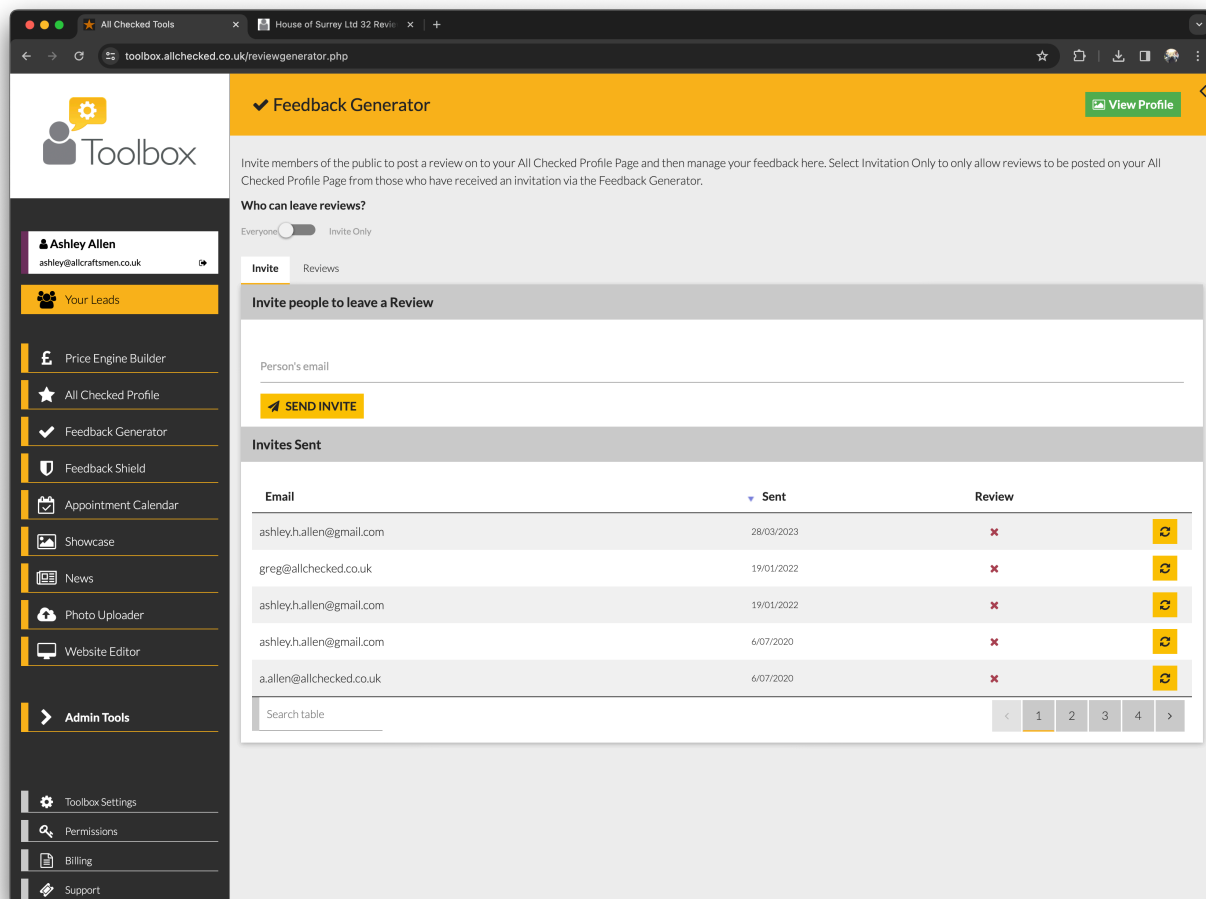 All Checked Tools
House of Surrey Ltd 32 Revie
toolbox.allchecked.co.uk/reviewgenerator.php
Toolbox
Feedback Generator
View Profile
Invite members of the public to post a review on to your All Checked Profile Page and then manage your feedback here. Select Invitation Only to only allow reviews to be posted on your All
Checked Profile Page from those who have received an invitation via the Feedback Generator.
Who can leave reviews?
Everyone
Invite Only
Ashley Allen
ashley@allcraftsmen.co.uk
Your Leads
Price Engine Builder
All Checked Profile
Feedback Generator
Feedback Shield
Appointment Calendar
Showcase
News
Photo Uploader
Website Editor
Admin Tools
Toolbox Settings
Permissions
Billing
Support
Invite Reviews
Invite people to leave a Review
Person's email
SEND INVITE
Invites Sent
Email Sent Review
ashley.h.allen@gmail.com 28/03/2023
greg@allchecked.co.uk 19/01/2022
ashley.h.allen@gmail.com 19/01/2022
ashley.h.allen@gmail.com 6/07/2020
a.allen@allchecked.co.uk 6/07/2020
Search table
< 1 2 3 4 >